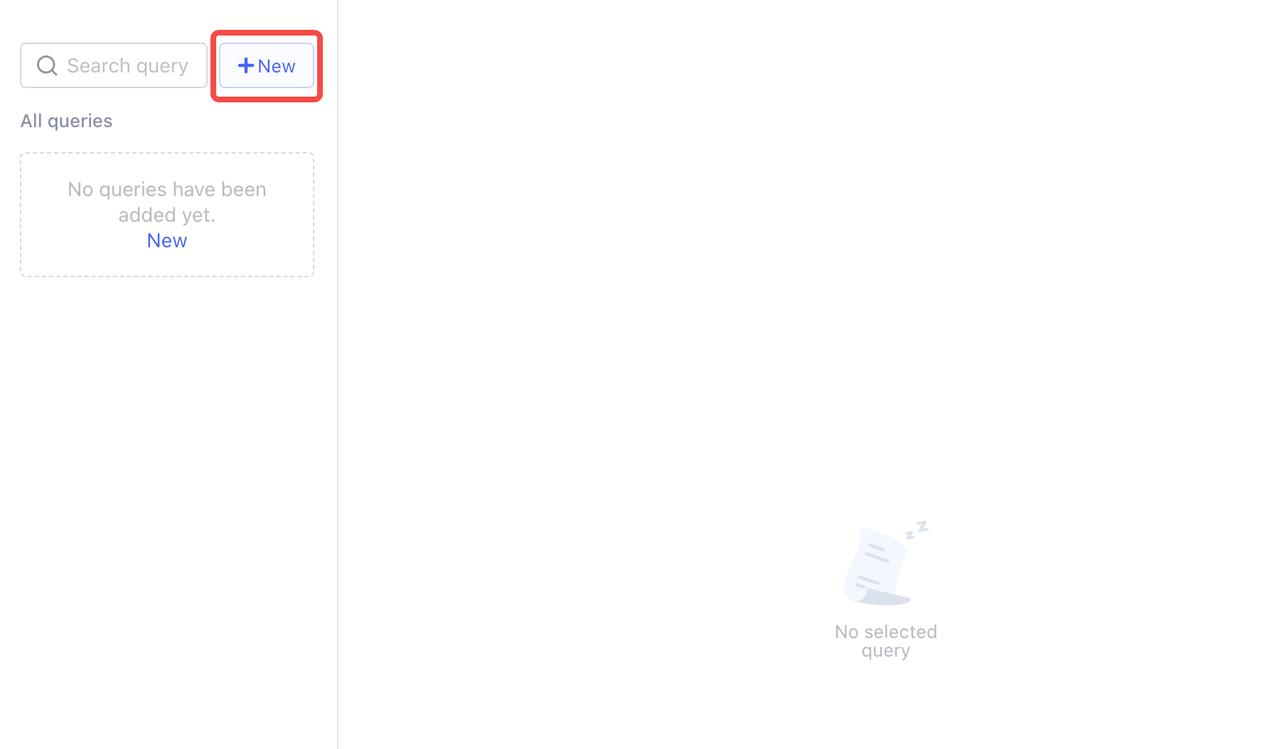 Search query
+ New
All queries
No queries have been
added yet.
New
z z
No selected
query